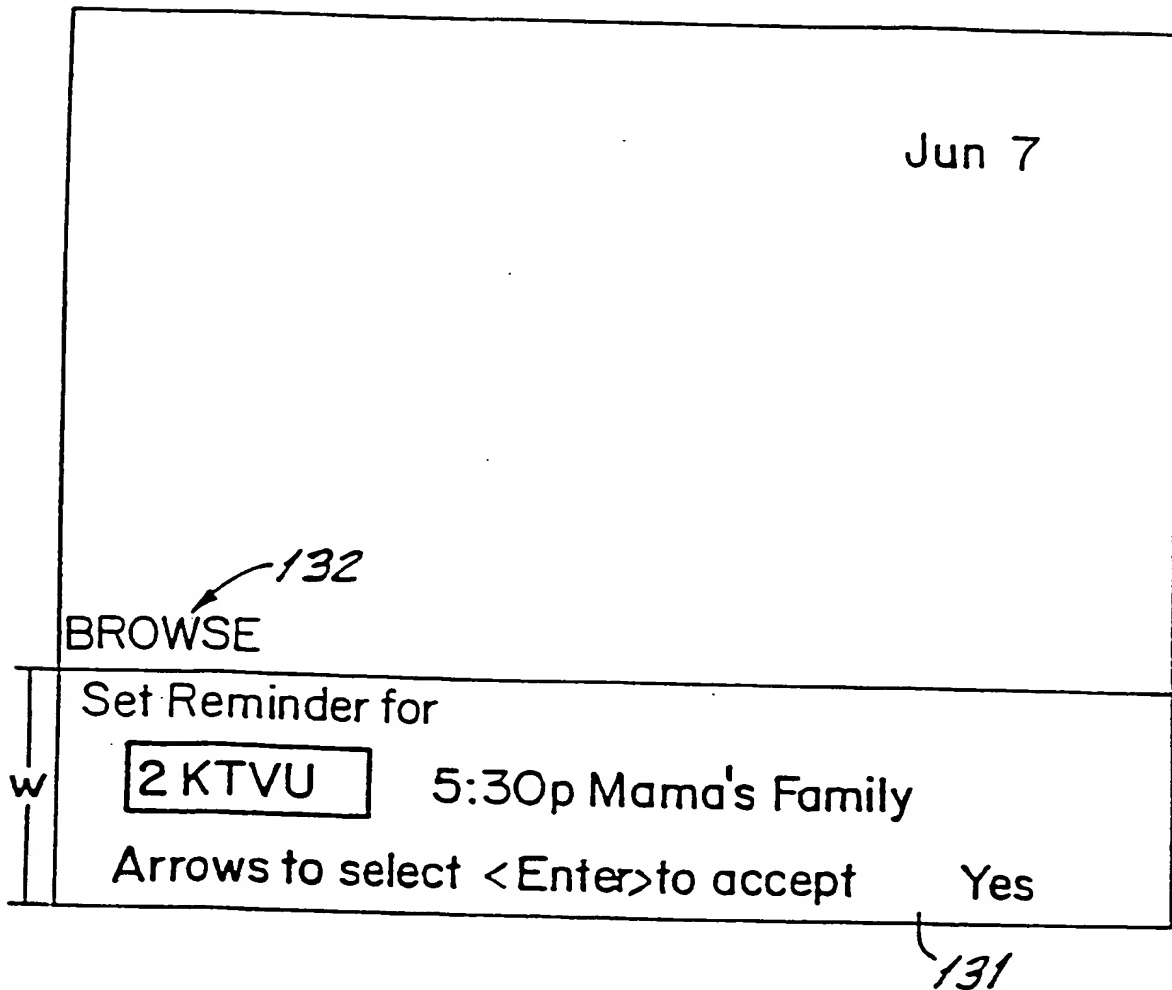 Jun 7
132
BROWSE
Set Reminder for
2 KTVU 5:30p Mama's Family
W
Arrows to select <Enter>to accept Yes
131